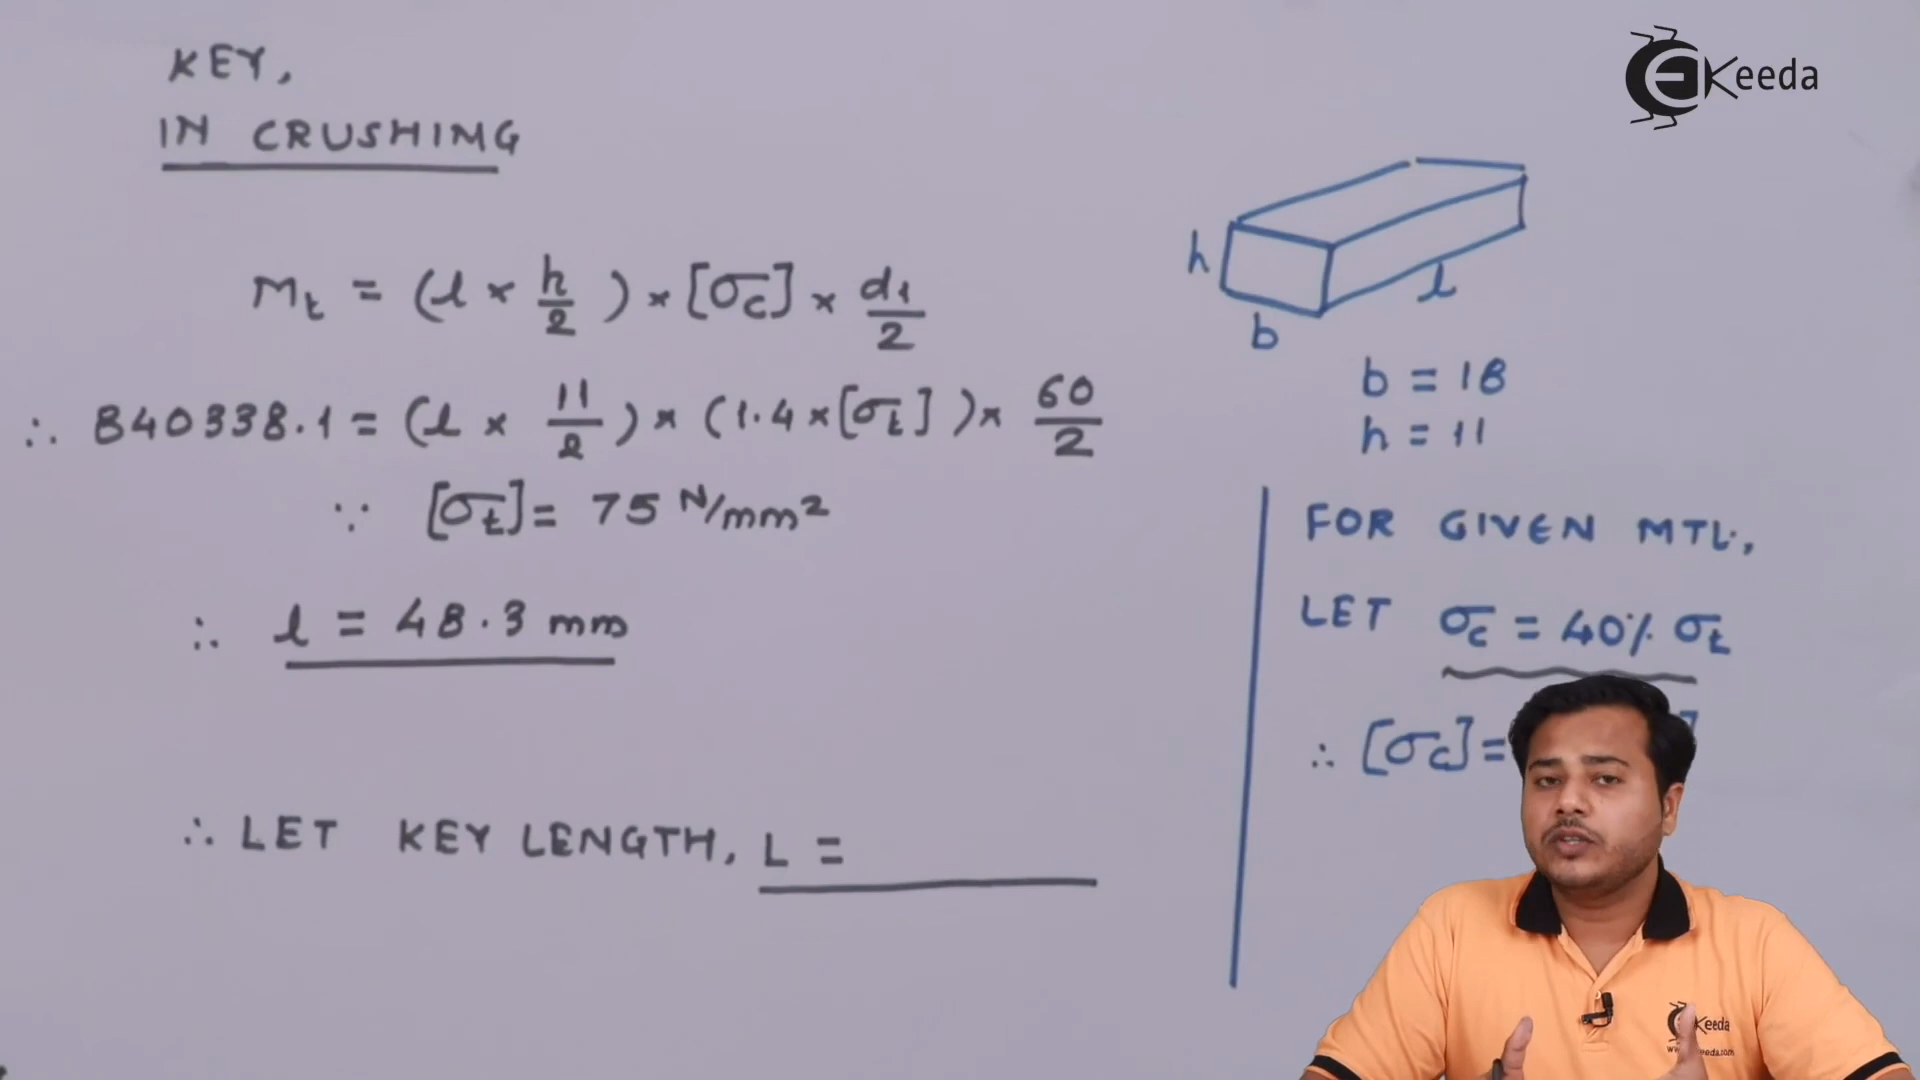 KEY,
IN CRUSHING
Mt = (l × h/2) × [σc] × d1/2
∴ 840338.1 = (l × 11/2) × (1.4 × [σt]) × 60/2
∵ [σt] = 75 N/mm²
∴ l = 48.3 mm
∴ LET KEY LENGTH, L =
Keeda
h
b
l
b = 18
h = 11
FOR GIVEN MTL.,
LET σc = 40% σt
∴ [σc] =
Keeda